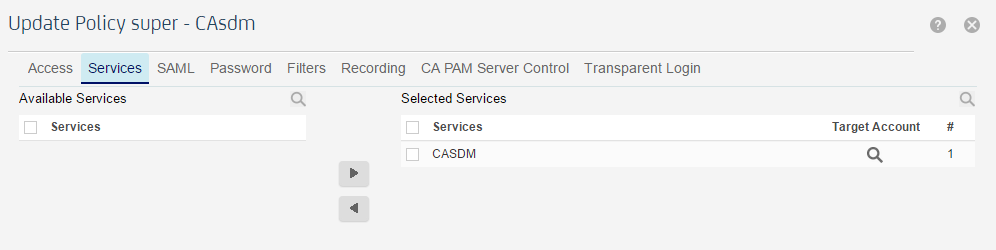 Update Policy super - CAsdm
?
Access Services SAML Password Filters Recording CA PAM Server Control Transparent Login
Available Services
Services
Selected Services
Services Target Account #
CASDM 1